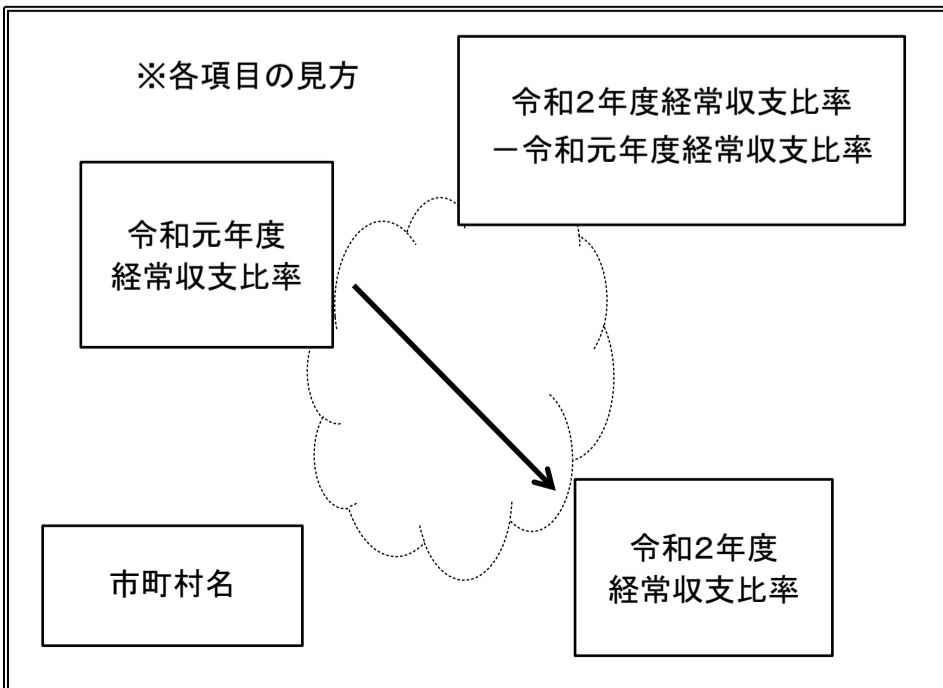 ※各項目の見方
令和2年度経常収支比率
－令和元年度経常収支比率
令和元年度
経常収支比率
令和2年度
経常収支比率
市町村名